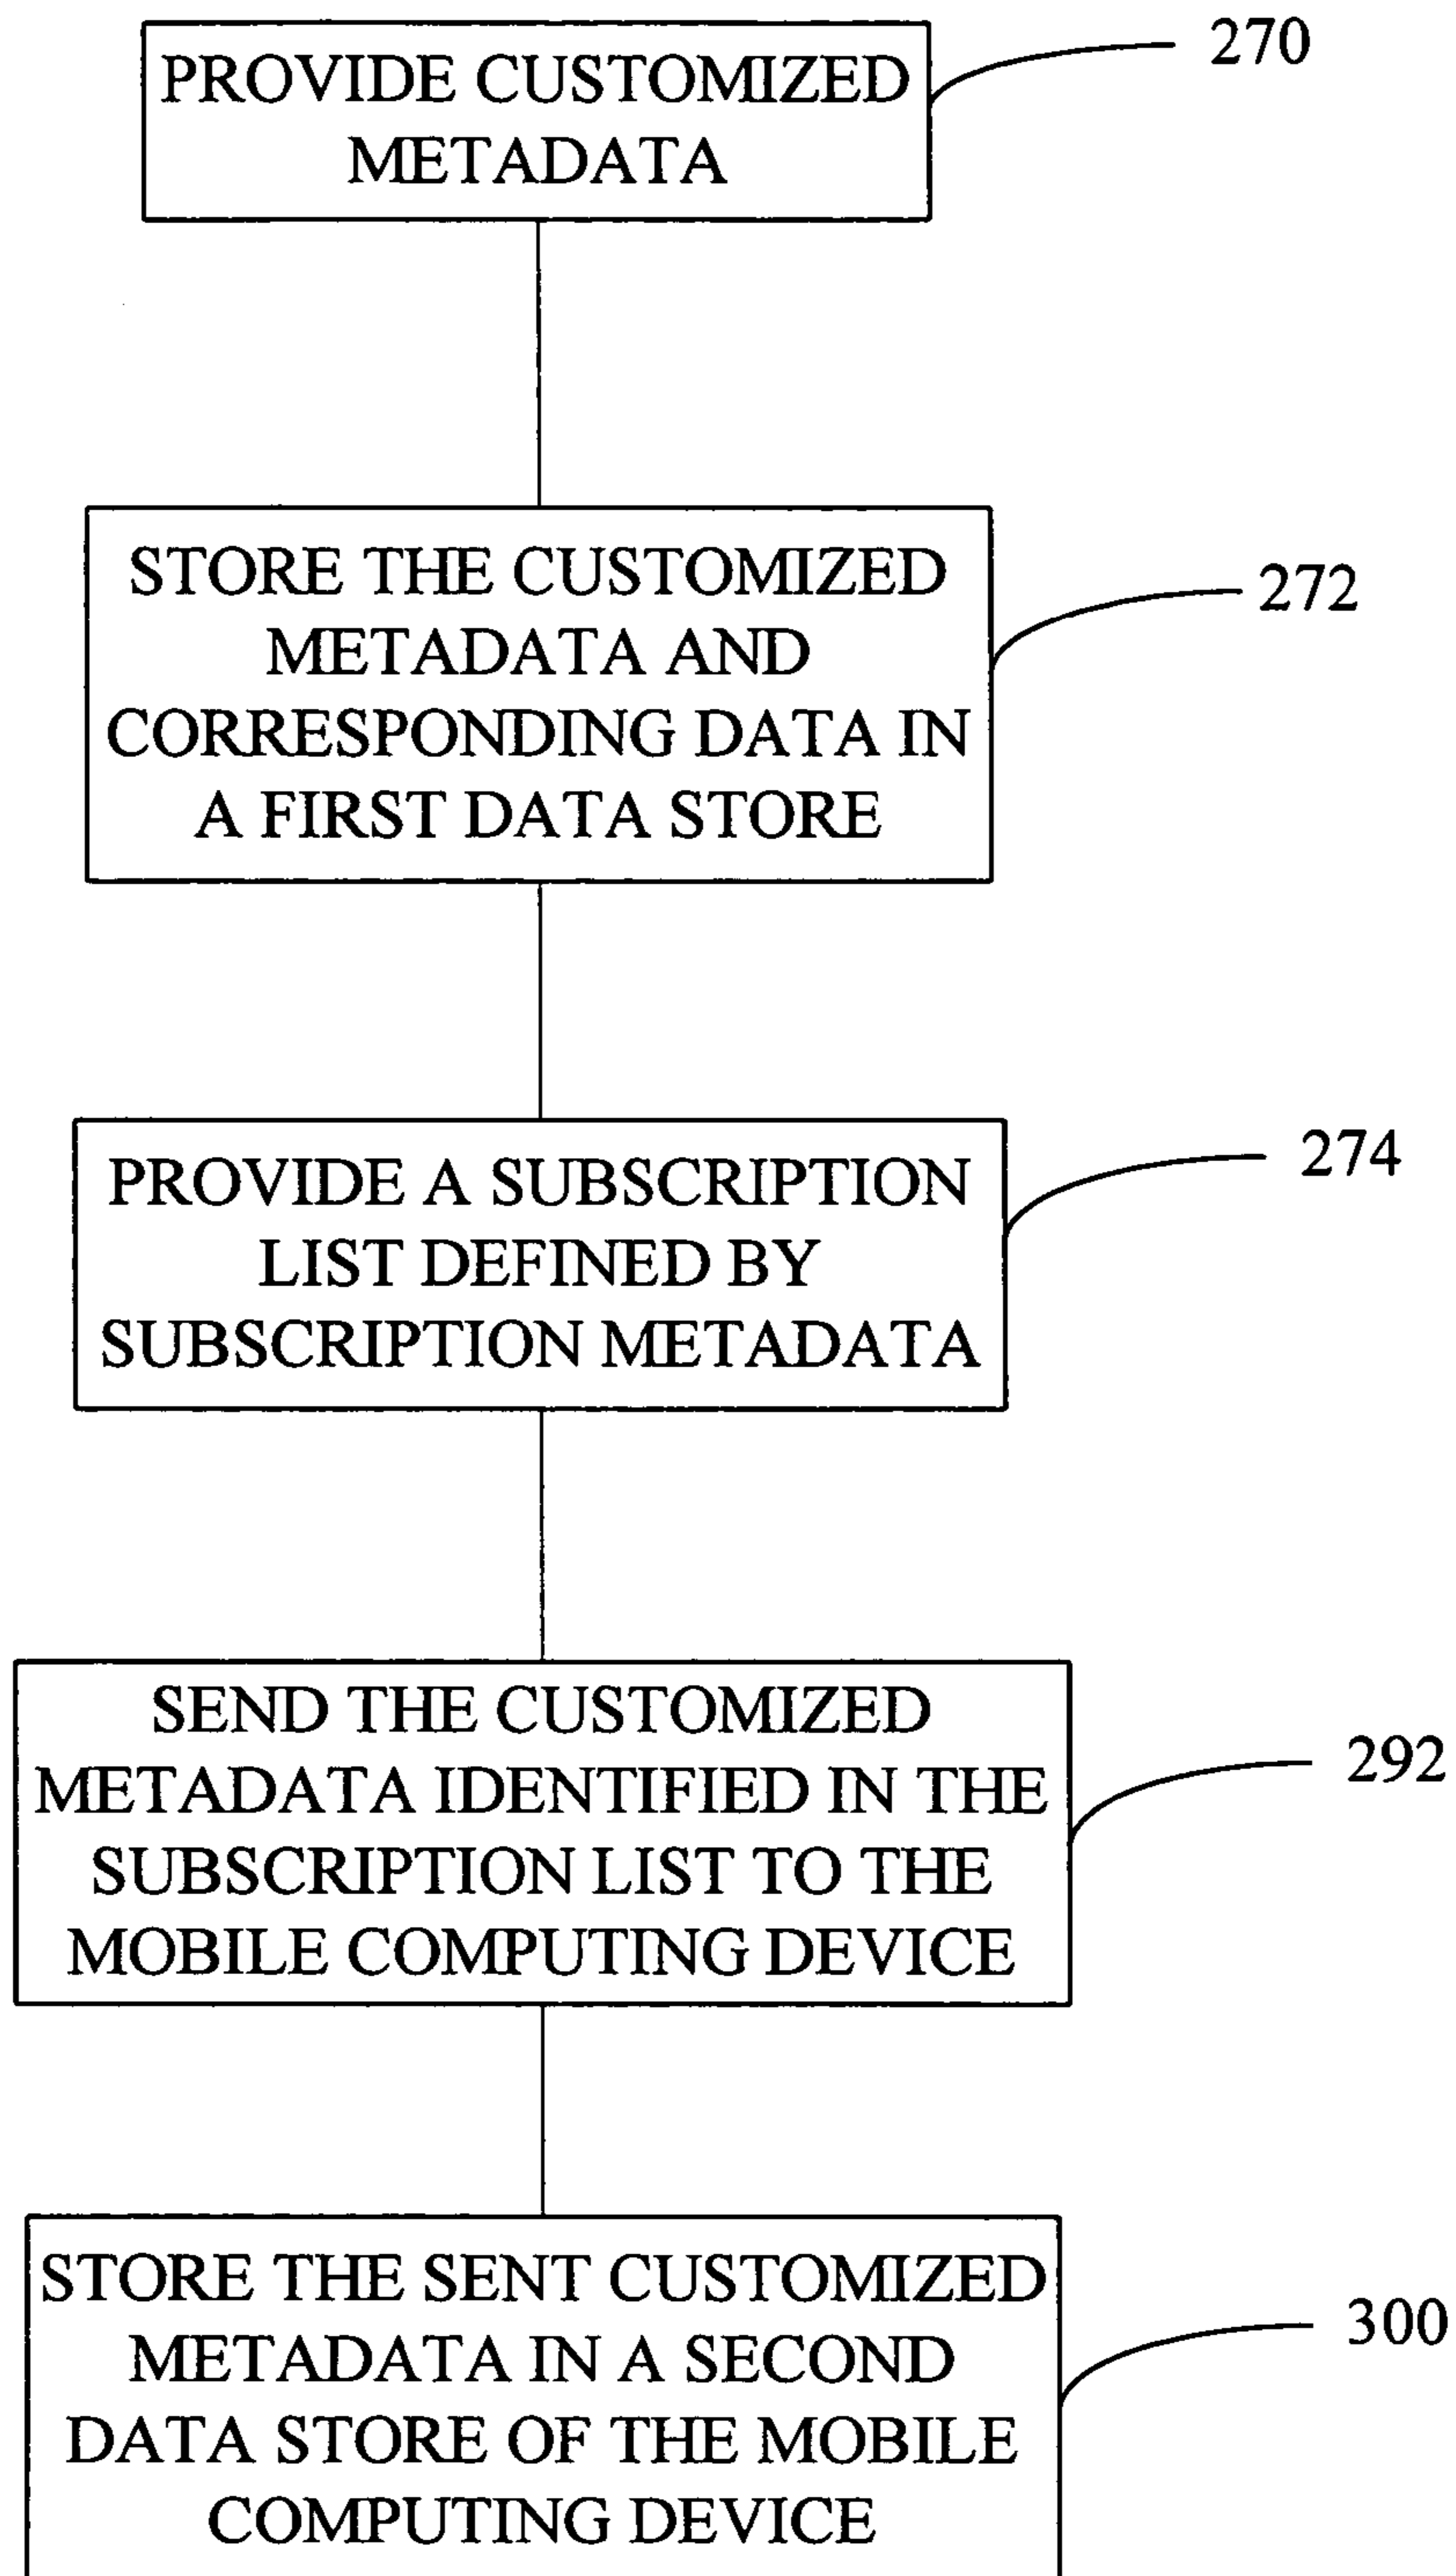 PROVIDE CUSTOMIZED
METADATA
270
STORE THE CUSTOMIZED
METADATA AND
CORRESPONDING DATA IN
A FIRST DATA STORE
272
PROVIDE A SUBSCRIPTION
LIST DEFINED BY
SUBSCRIPTION METADATA
274
SEND THE CUSTOMIZED
METADATA IDENTIFIED IN THE
SUBSCRIPTION LIST TO THE
MOBILE COMPUTING DEVICE
292
STORE THE SENT CUSTOMIZED
METADATA IN A SECOND
DATA STORE OF THE MOBILE
COMPUTING DEVICE
300